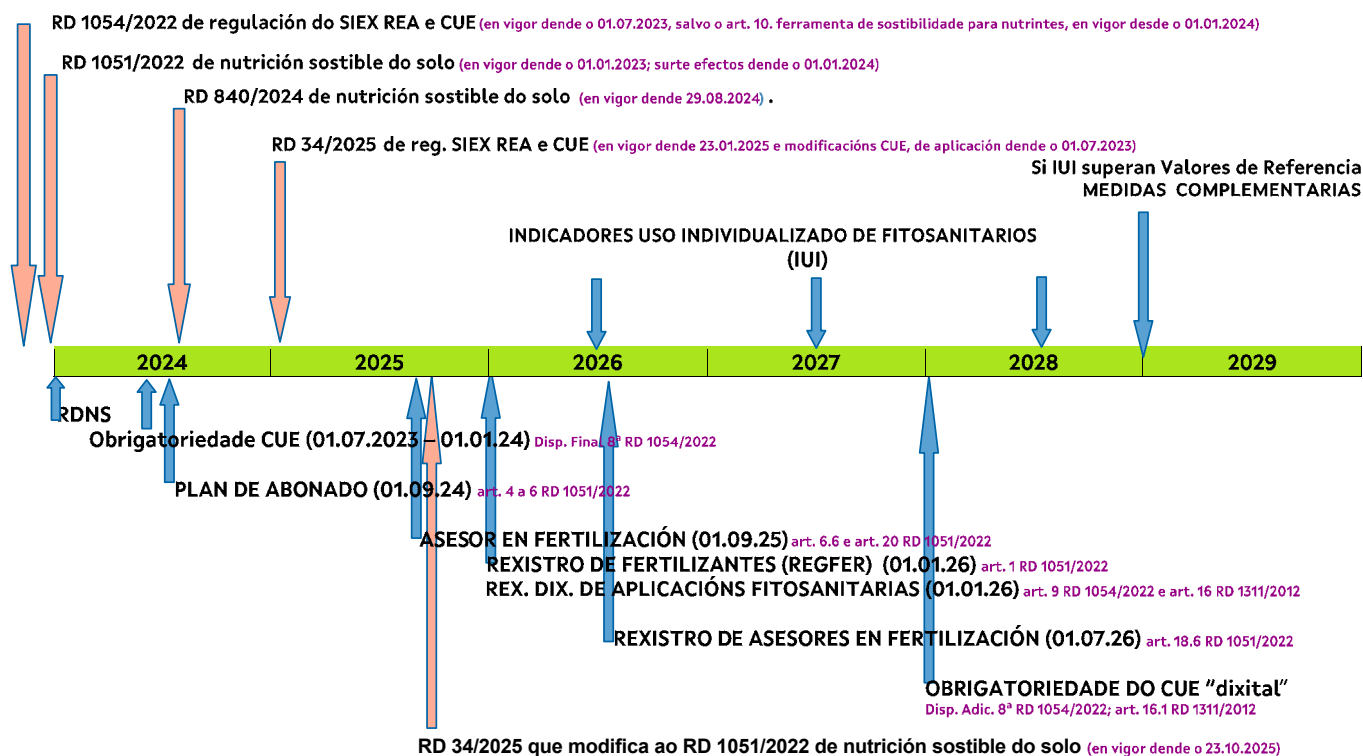 RD 1054/2022 de regulación do SIEX REA e CUE (en vigor dende o 01.07.2023, salvo o art. 10. ferramenta de sostibilidade para nutrintes, en vigor desde o 01.01.2024)
RD 1051/2022 de nutrición sostible do solo (en vigor dende o 01.01.2023; surte efectos dende o 01.01.2024)
RD 840/2024 de nutrición sostible do solo (en vigor dende 29.08.2024) .
RD 34/2025 de reg. SIEX REA e CUE (en vigor dende 23.01.2025 e modificacións CUE, de aplicación dende o 01.07.2023)
Si IUI superan Valores de Referencia
MEDIDAS COMPLEMENTARIAS
INDICADORES USO INDIVIDUALIZADO DE FITOSANITARIOS
(IUI)
2024 2025 2026 2027 2028 2029
RDNS
Obrigatoriedade CUE (01.07.2023 – 01.01.24) Disp. Final 8ª RD 1054/2022
PLAN DE ABONADO (01.09.24) art. 4 a 6 RD 1051/2022
ASESOR EN FERTILIZACIÓN (01.09.25) art. 6.6 e art. 20 RD 1051/2022
REXISTRO DE FERTILIZANTES (REGFER) (01.01.26) art. 1 RD 1051/2022
REX. DIX. DE APLICACIÓNS FITOSANITARIAS (01.01.26) art. 9 RD 1054/2022 e art. 16 RD 1311/2012
REXISTRO DE ASESORES EN FERTILIZACIÓN (01.07.26) art. 18.6 RD 1051/2022
OBRIGATORIEDADE DO CUE "dixital"
Disp. Adic. 8ª RD 1054/2022; art. 16.1 RD 1311/2012
RD 34/2025 que modifica ao RD 1051/2022 de nutrición sostible do solo (en vigor dende o 23.10.2025)